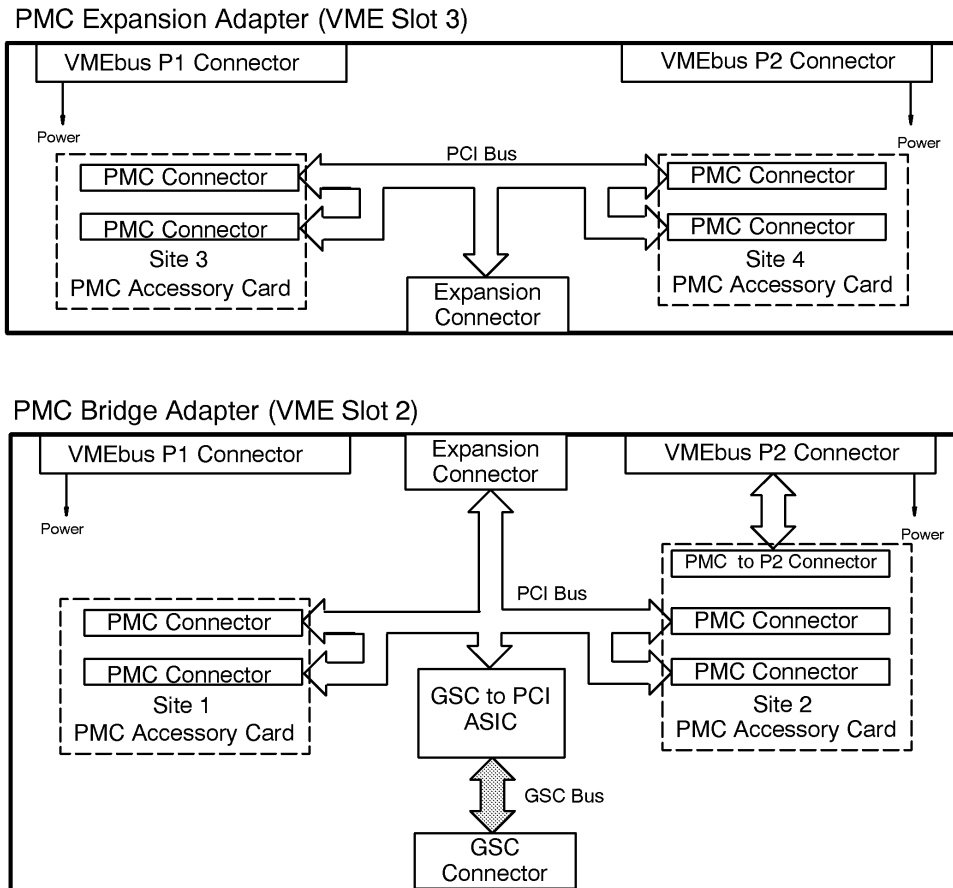 PMC Expansion Adapter (VME Slot 3)
VMEbus P1 Connector
VMEbus P2 Connector
Power
Power
PCI Bus
PMC Connector
PMC Connector
Site 3
PMC Accessory Card
PMC Connector
PMC Connector
Site 4
PMC Accessory Card
Expansion
Connector
PMC Bridge Adapter (VME Slot 2)
VMEbus P1 Connector
Expansion
Connector
VMEbus P2 Connector
Power
Power
PMC to P2 Connector
PCI Bus
PMC Connector
PMC Connector
Site 1
PMC Accessory Card
PMC Connector
PMC Connector
Site 2
PMC Accessory Card
GSC to PCI
ASIC
GSC Bus
GSC
Connector